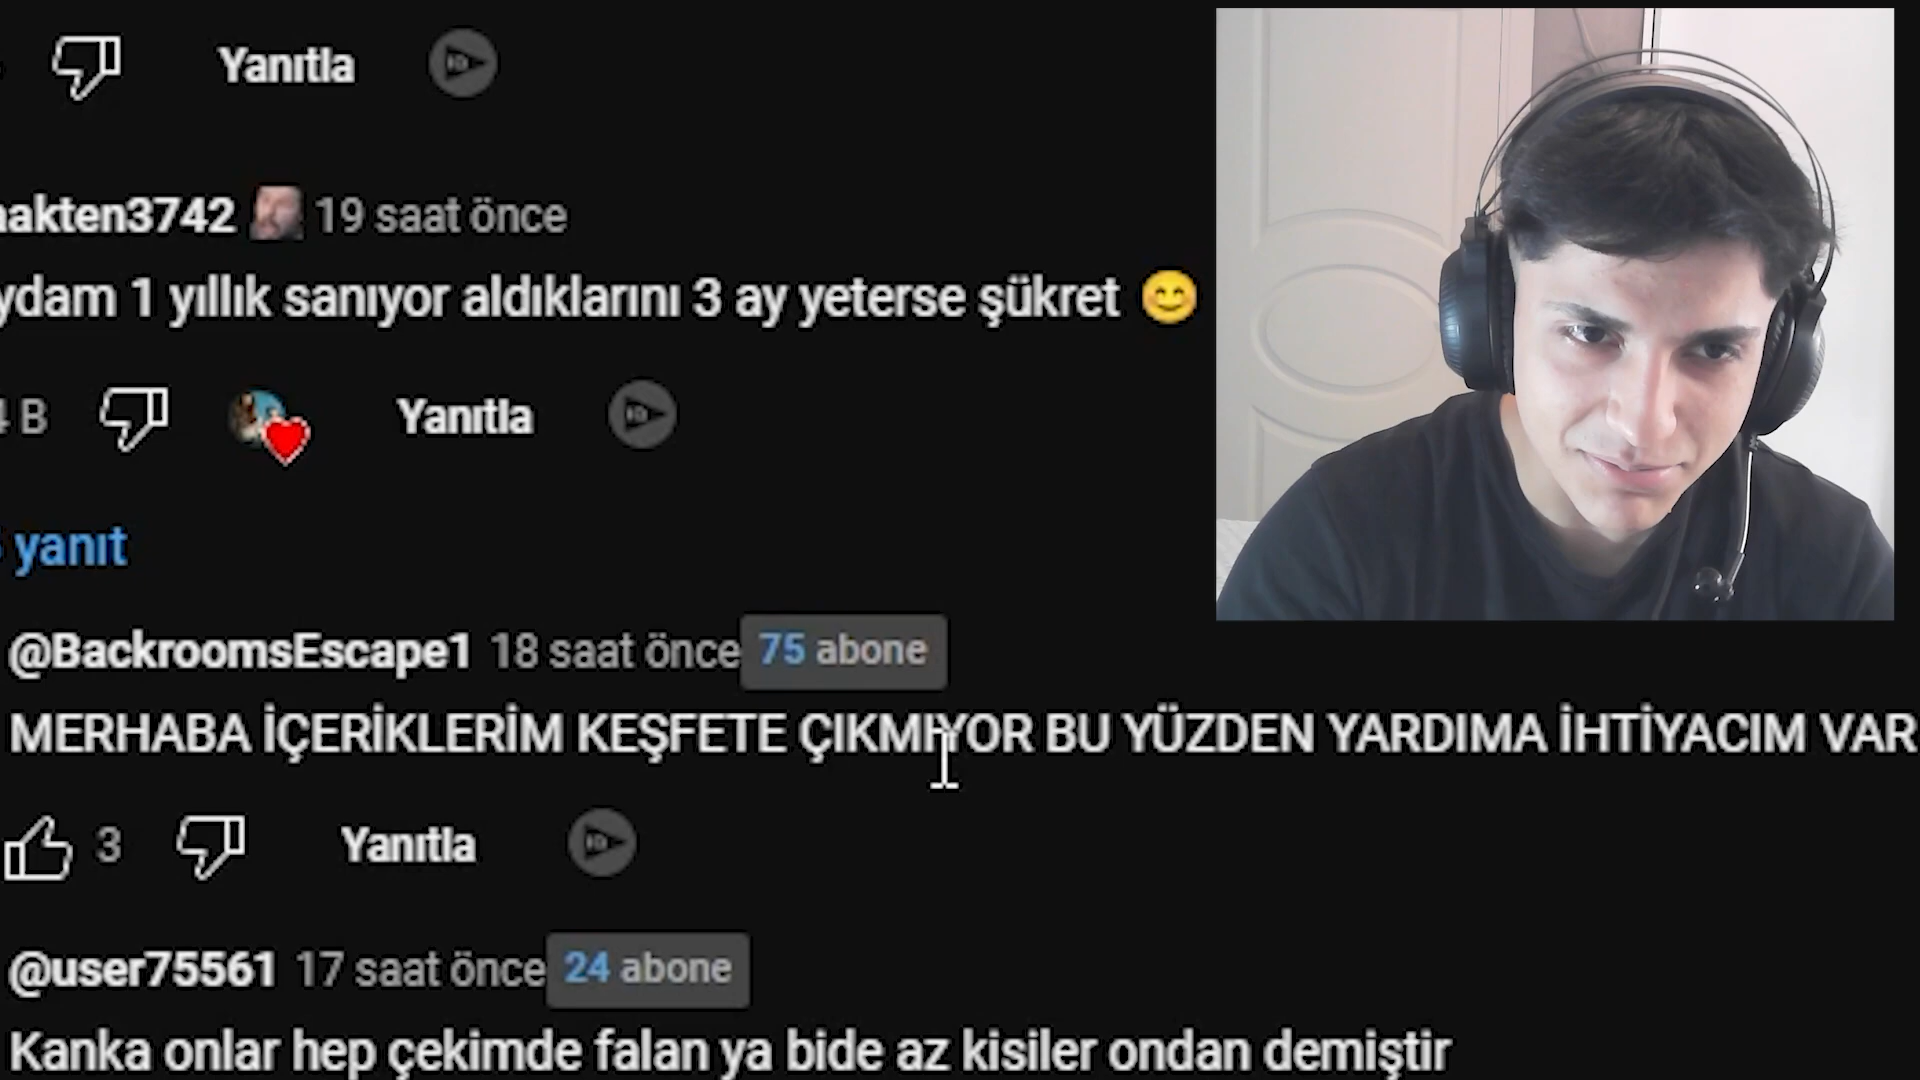 Yanıtla
akten3742 19 saat önce
ydam 1 yıllık sanıyor aldıklarını 3 ay yeterse şükret 😊
B Yanıtla
yanıt
@BackroomsEscape1 18 saat önce 75 abone
MERHABA İÇERİKLERİM KEŞFETE ÇIKMIYOR BU YÜZDEN YARDIMA İHTİYACIM VAR
3 Yanıtla
@user75561 17 saat önce 24 abone
Kanka onlar hep çekimde falan ya bide az kisiler ondan demiştir